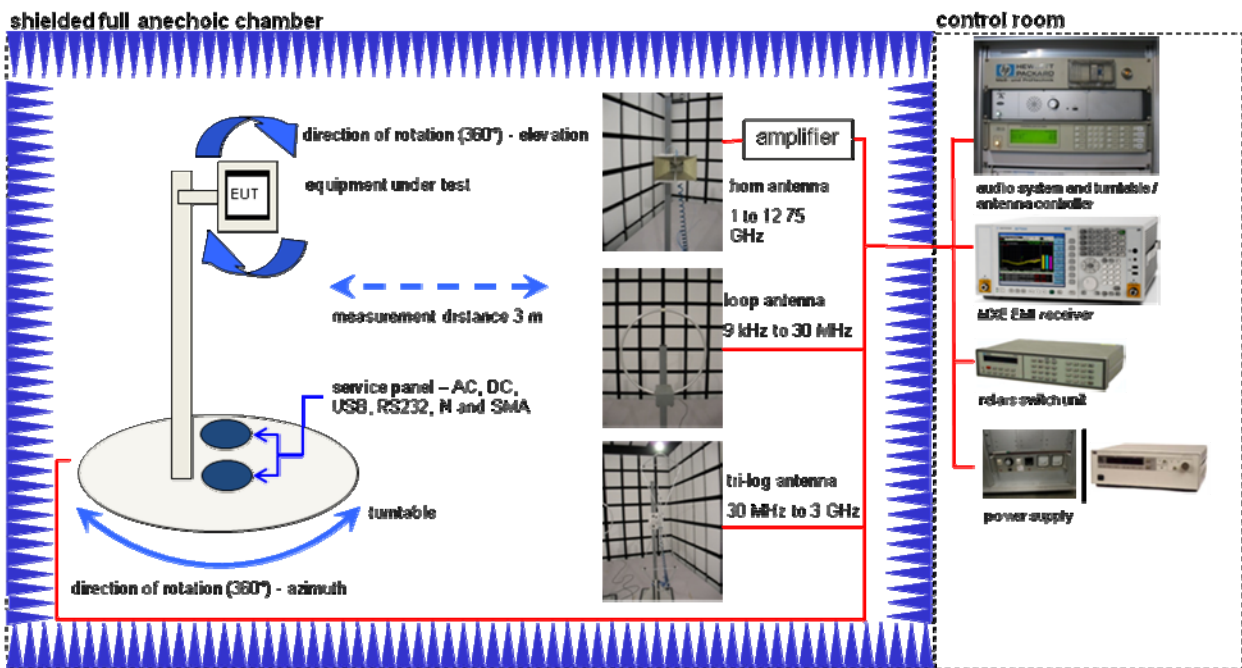 shielded full anechoic chamber
control room
direction of rotation (360°) - elevation
EUT
equipment under test
measurement distance 3 m
service panel – AC, DC,
USB, RS232, N and SMA
turntable
direction of rotation (360°) - azimuth
amplifier
horn antenna
1 to 12.75
GHz
loop antenna
9 kHz to 30 MHz
tri-log antenna
30 MHz to 3 GHz
HEWLETT
PACKARD
audio system and turntable /
antenna controller
MXE EMI receiver
relais switch unit
power supply